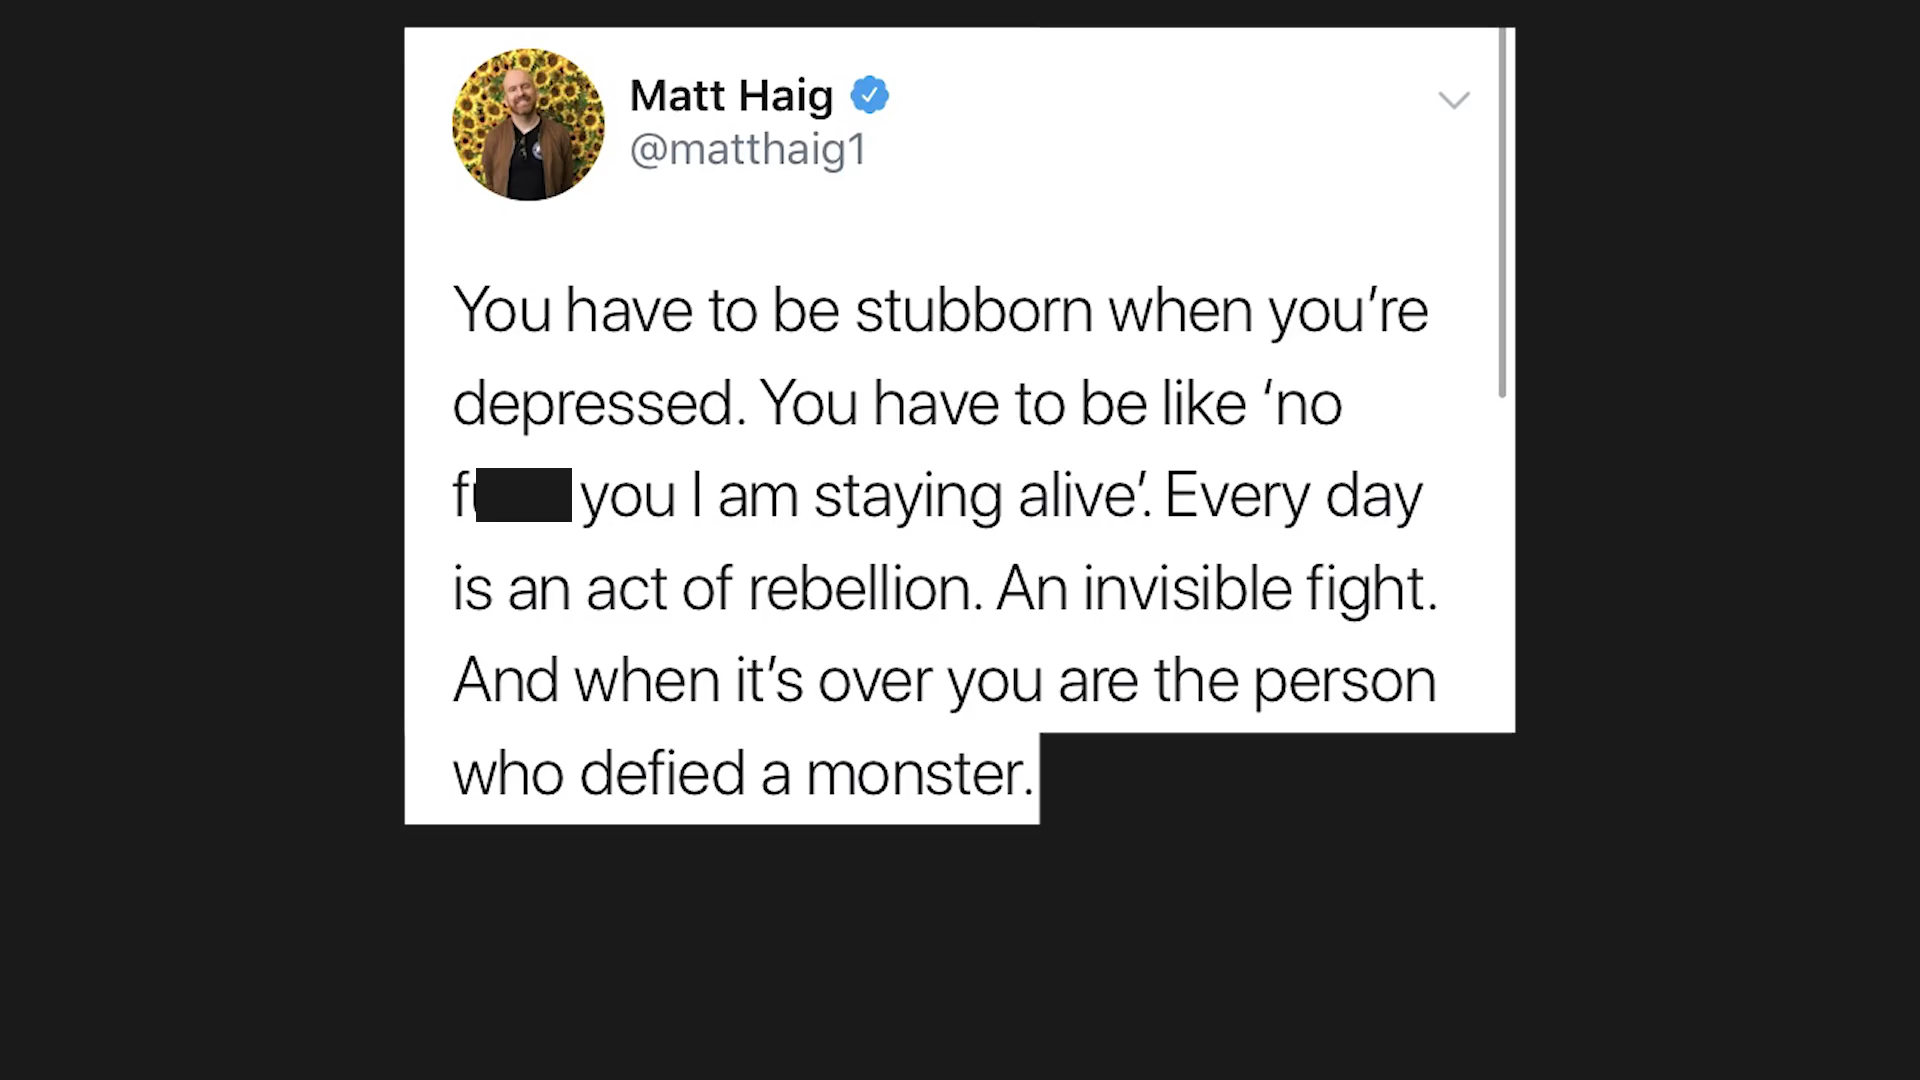 Matt Haig
@matthaig1
You have to be stubborn when you’re
depressed. You have to be like ‘no
you I am staying alive’. Every day
is an act of rebellion. An invisible fight.
And when it’s over you are the person
who defied a monster.